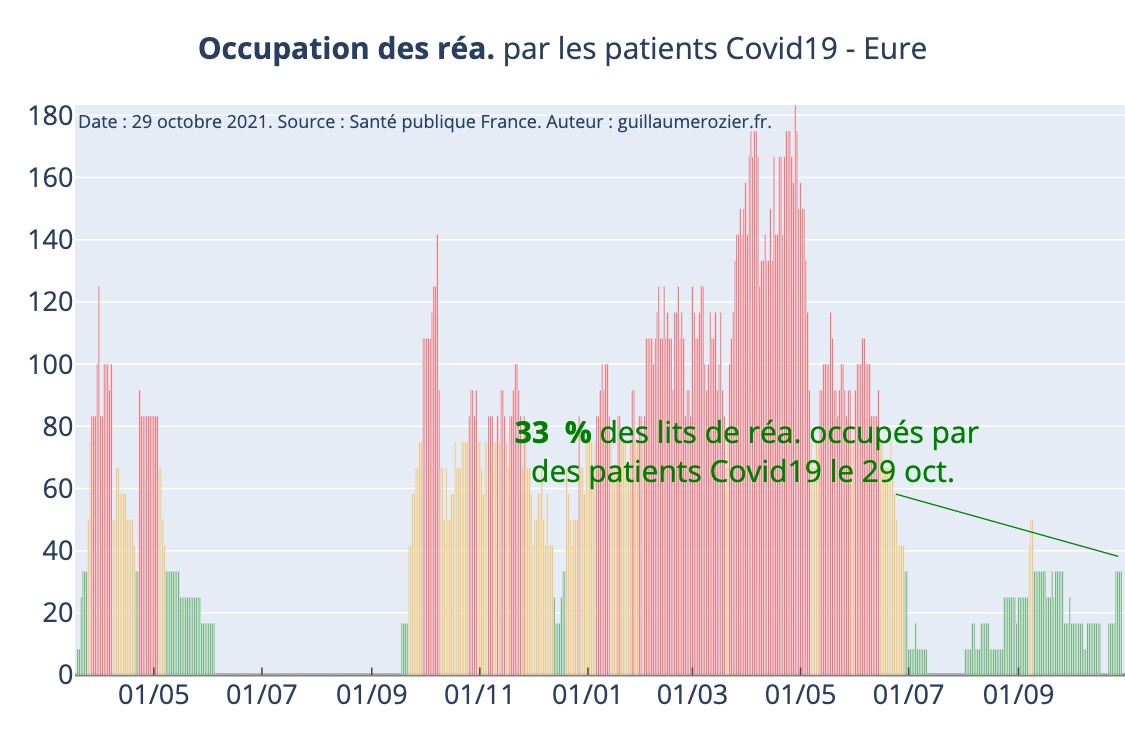 Occupation des réa. par les patients Covid19 - Eure
180
Date : 29 octobre 2021. Source : Santé publique France. Auteur : guillaumerozier.fr.
160
140
120
100
80
33 % des lits de réa. occupés par
des patients Covid19 le 29 oct.
60
40
20
0
01/05 01/07 01/09 01/11 01/01 01/03 01/05 01/07 01/09